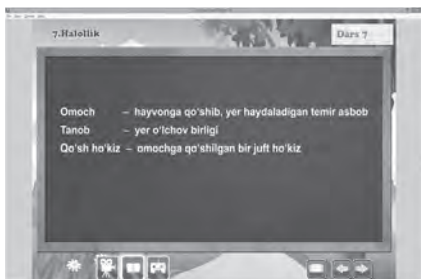 7.Halollik
Dars 7
Omoch – hayvonga qo'shib, yer haydaladigan temir asbob
Tanob – yer o'lchov birligi
Qo'sh ho'kiz – omochga qo'shilgan bir juft ho'kiz